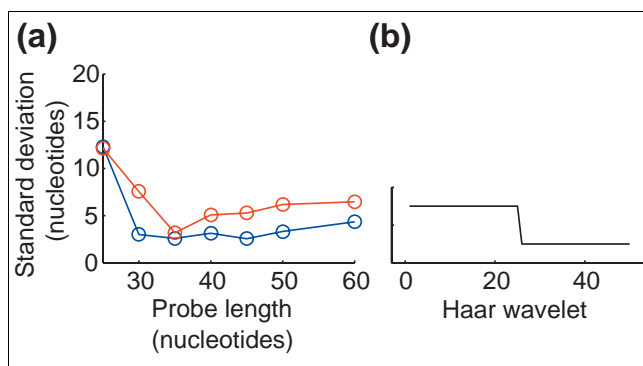 (a)
Standard deviation
(nucleotides)
20
15
10
5
0
30
40
50
60
Probe length
(nucleotides)
(b)
0
20
40
Haar wavelet